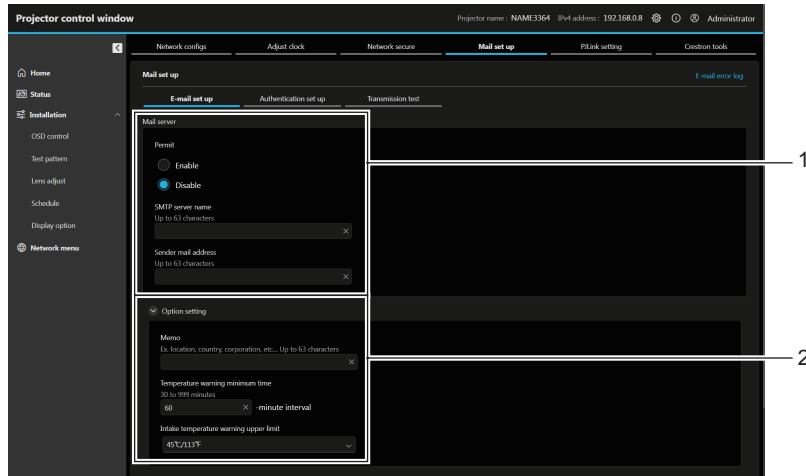 Projector control window
Projector name : NAME3364 IPv4 address : 192.168.0.8 Administrator
Network configs Adjust clock Network secure Mail set up PJLink setting Crestron tools
Home
Status
Installation
OSD control
Test pattern
Lens adjust
Schedule
Display option
Network menu
Mail set up
E-mail error log
E-mail set up Authentication set up Transmission test
Mail server
Permit
Enable
Disable
SMTP server name
Up to 63 characters
Sender mail address
Up to 63 characters
1
Option setting
Memo
Ex. location, country, corporation, etc... Up to 63 characters
Temperature warning minimum time
30 to 999 minutes
60 -minute interval
Intake temperature warning upper limit
45℃/113℉
2